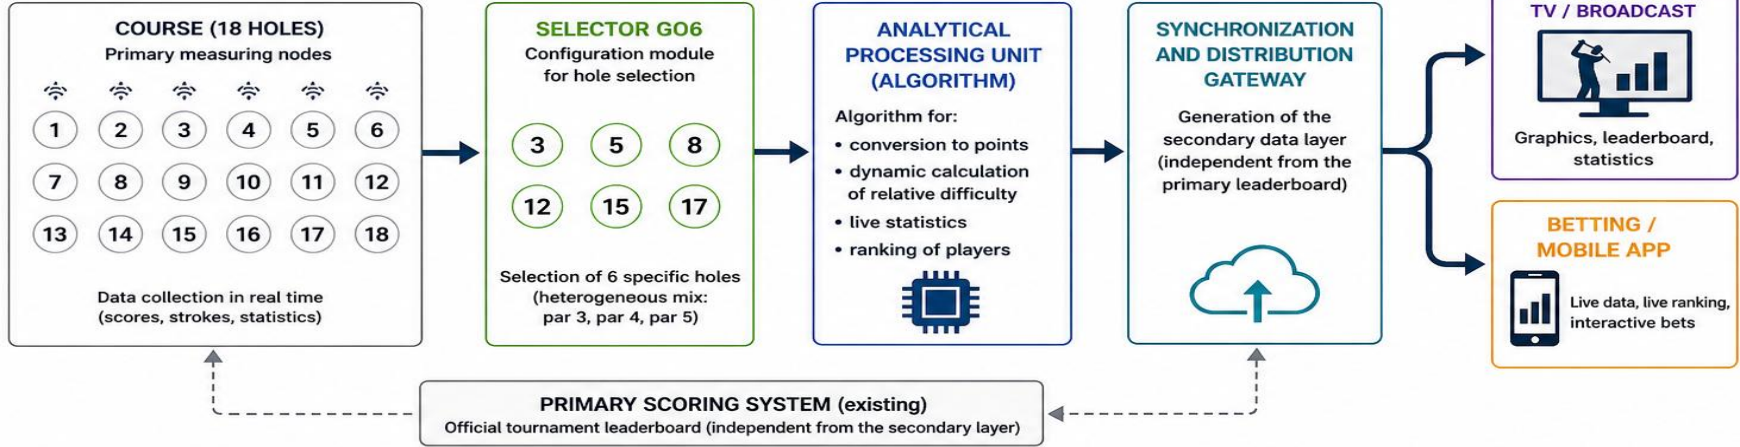 COURSE (18 HOLES)
Primary measuring nodes
1 2 3 4 5 6
7 8 9 10 11 12
13 14 15 16 17 18
Data collection in real time
(scores, strokes, statistics)
SELECTOR GO6
Configuration module
for hole selection
3 5 8
12 15 17
Selection of 6 specific holes
(heterogeneous mix:
par 3, par 4, par 5)
ANALYTICAL
PROCESSING UNIT
(ALGORITHM)
Algorithm for:
• conversion to points
• dynamic calculation
of relative difficulty
• live statistics
• ranking of players
SYNCHRONIZATION
AND DISTRIBUTION
GATEWAY
Generation of the
secondary data layer
(independent from the
primary leaderboard)
TV / BROADCAST
Graphics, leaderboard,
statistics
BETTING /
MOBILE APP
Live data, live ranking,
interactive bets
PRIMARY SCORING SYSTEM (existing)
Official tournament leaderboard (independent from the secondary layer)